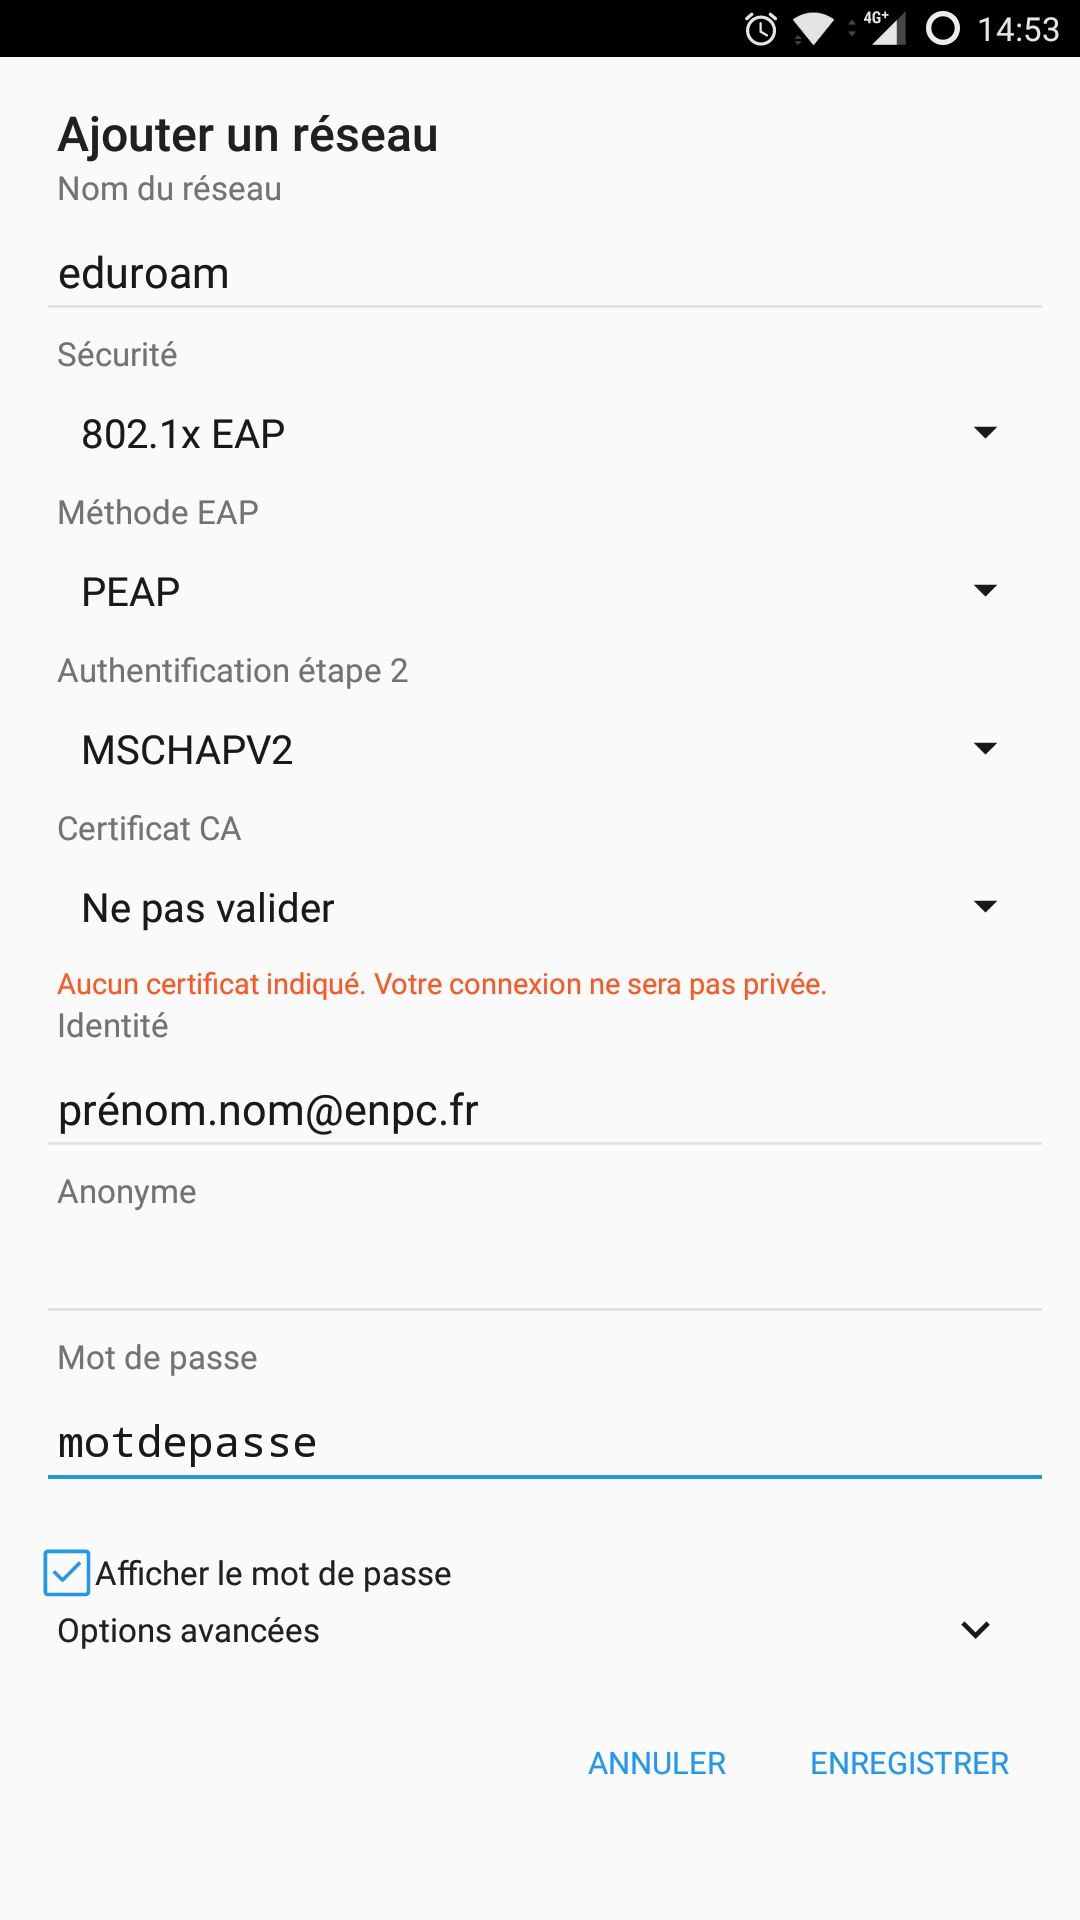 4G+ 14:53
Ajouter un réseau
Nom du réseau
eduroam
Sécurité
802.1x EAP
Méthode EAP
PEAP
Authentification étape 2
MSCHAPV2
Certificat CA
Ne pas valider
Aucun certificat indiqué. Votre connexion ne sera pas privée.
Identité
prénom.nom@enpc.fr
Anonyme
Mot de passe
motdepasse
Afficher le mot de passe
Options avancées
ANNULER ENREGISTRER